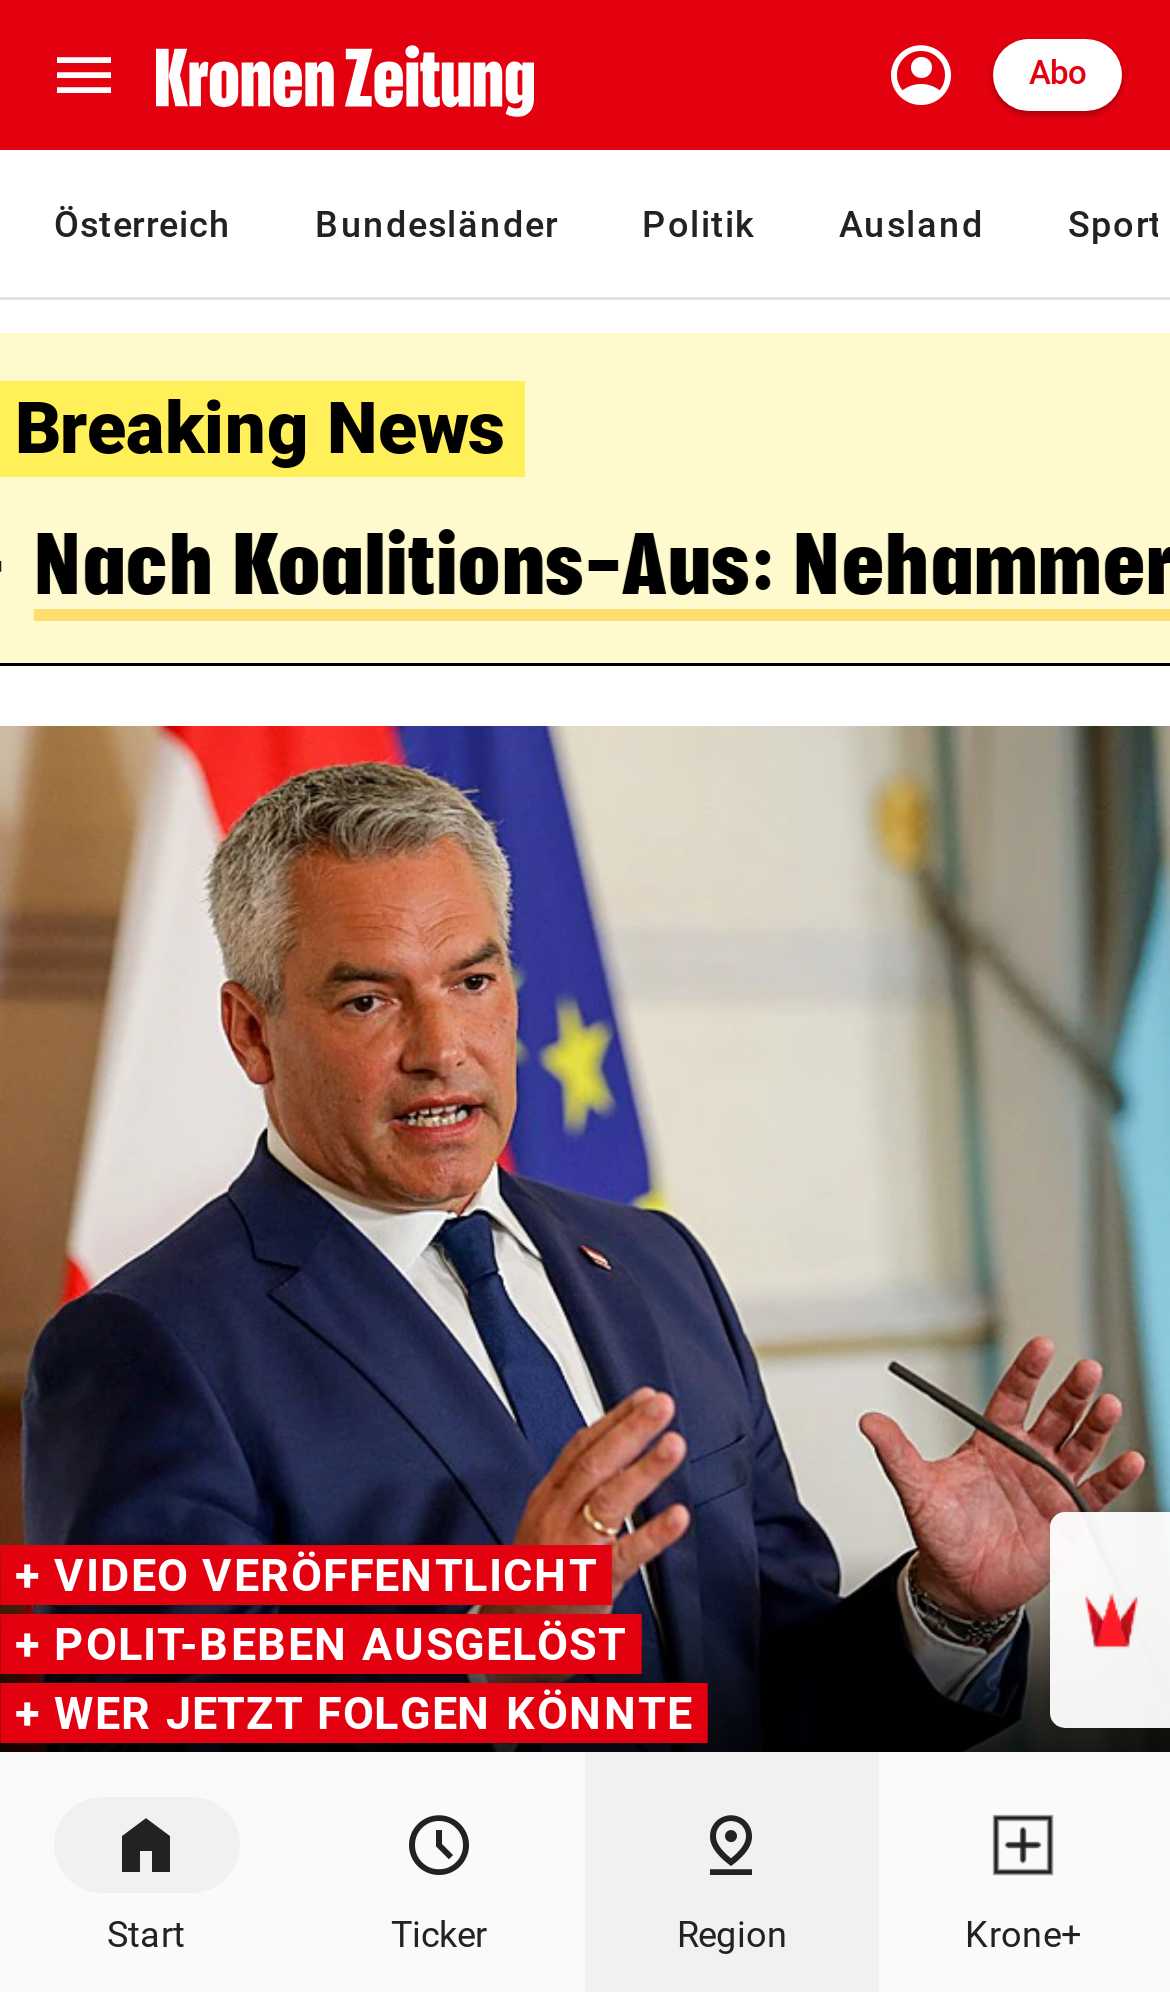 Kronen Zeitung
Abo
Österreich Bundesländer Politik Ausland Sport
Breaking News
Nach Koalitions-Aus: Nehammer
+ VIDEO VERÖFFENTLICHT
+ POLIT-BEBEN AUSGELÖST
+ WER JETZT FOLGEN KÖNNTE
Start Ticker Region Krone+